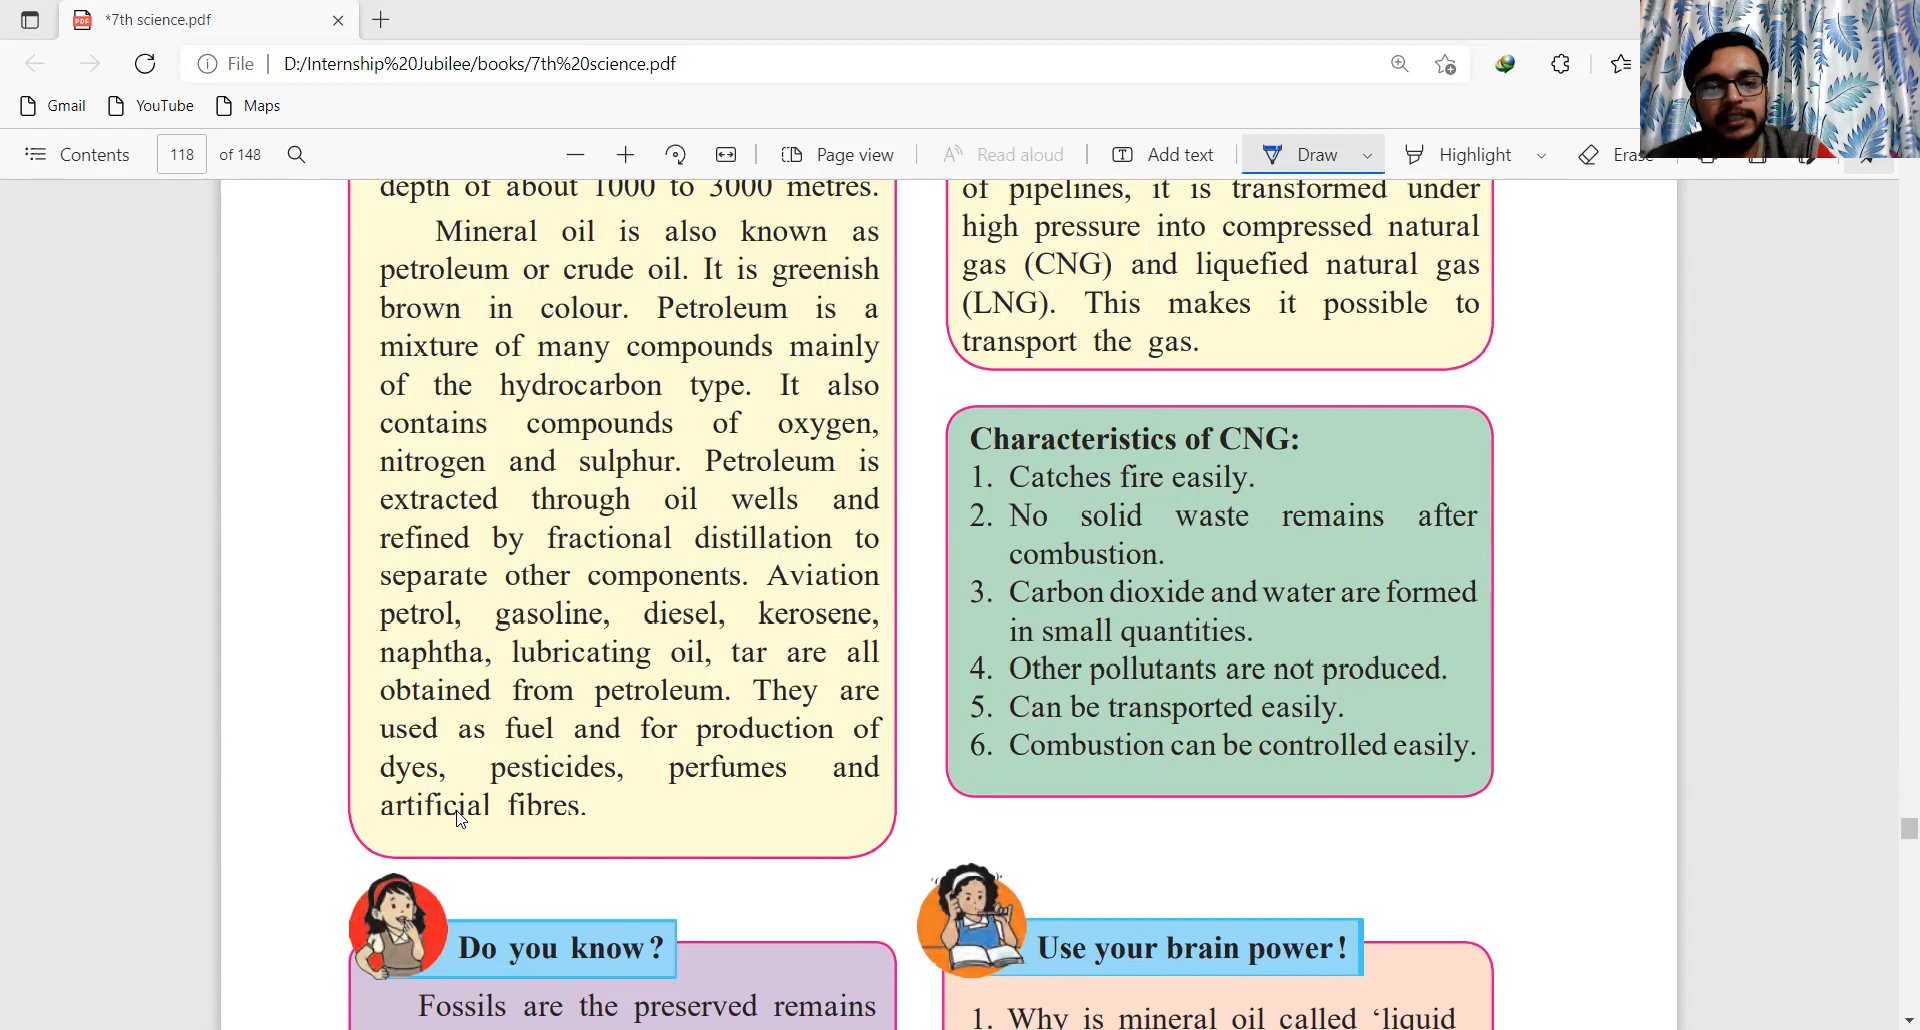 *7th science.pdf
File
D:/Internship%20Jubilee/books/7th%20science.pdf
Gmail
YouTube
Maps
Contents
118
of 148
Page view
Read aloud
Add text
Draw
Highlight
Erase
depth of about 1000 to 3000 metres.
Mineral oil is also known as
petroleum or crude oil. It is greenish
brown in colour. Petroleum is a
mixture of many compounds mainly
of the hydrocarbon type. It also
contains compounds of oxygen,
nitrogen and sulphur. Petroleum is
extracted through oil wells and
refined by fractional distillation to
separate other components. Aviation
petrol, gasoline, diesel, kerosene,
naphtha, lubricating oil, tar are all
obtained from petroleum. They are
used as fuel and for production of
dyes, pesticides, perfumes and
artificial fibres.
Do you know?
Fossils are the preserved remains
of pipelines, it is transformed under
high pressure into compressed natural
gas (CNG) and liquefied natural gas
(LNG). This makes it possible to
transport the gas.
Characteristics of CNG:
1. Catches fire easily.
2. No solid waste remains after
combustion.
3. Carbon dioxide and water are formed
in small quantities.
4. Other pollutants are not produced.
5. Can be transported easily.
6. Combustion can be controlled easily.
Use your brain power!
1. Why is mineral oil called ‘liquid